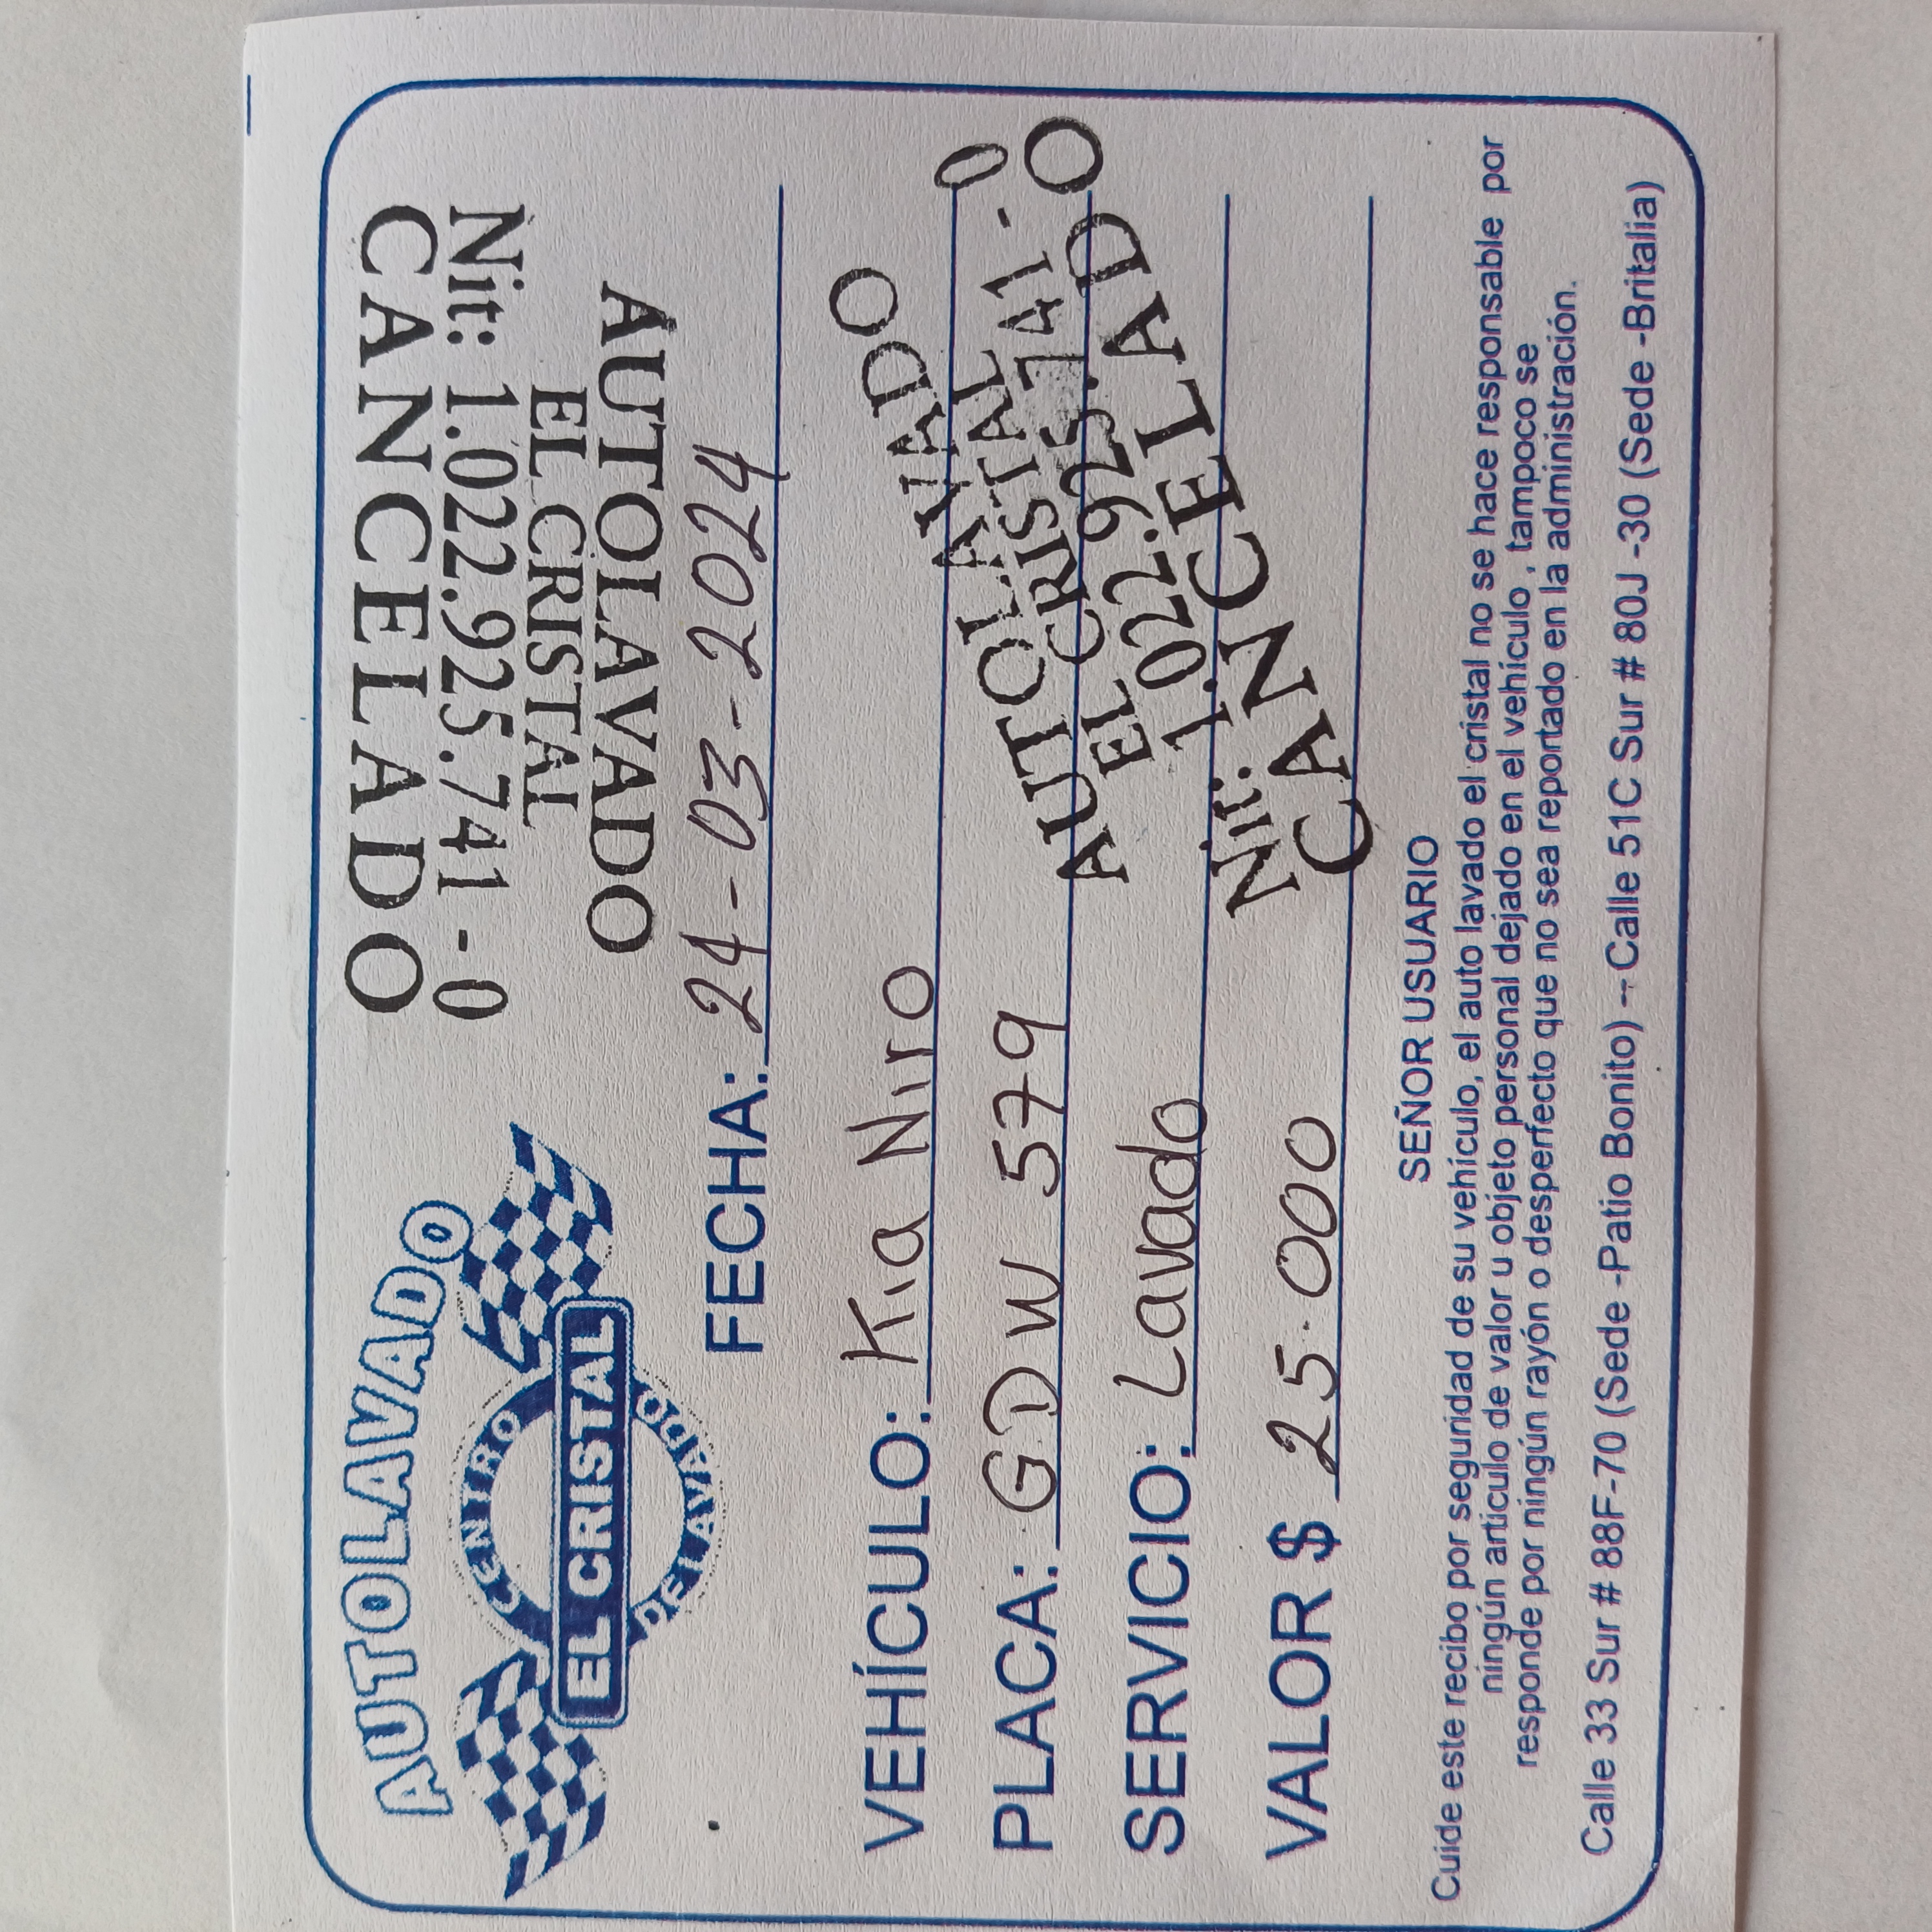 AUTOLAVADO
CENTRO
EL CRISTAL
DE LAVADO
AUTOLAVADO
EL CRISTAL
Nit: 1.022.925.741-0
CANCELADO
FECHA: 24-03-2024
VEHÍCULO: Kia Niro
PLACA: GDW 579
SERVICIO: Lavado
VALOR $ 25.000
AVADO
AUTOLAVADO
EL CRISTAL 0
Nit: 1.022.925.741-0
CANCELADO
SEÑOR USUARIO
Cuide este recibo por seguridad de su vehículo, el auto lavado el cristal no se hace responsable por
ningún articulo de valor u objeto personal dejado en el vehículo , tampoco se
responde por ningún rayón o desperfecto que no sea reportado en la administración.
Calle 33 Sur # 88F-70 (Sede -Patio Bonito) -- Calle 51C Sur # 80J -30 (Sede -Britalia)